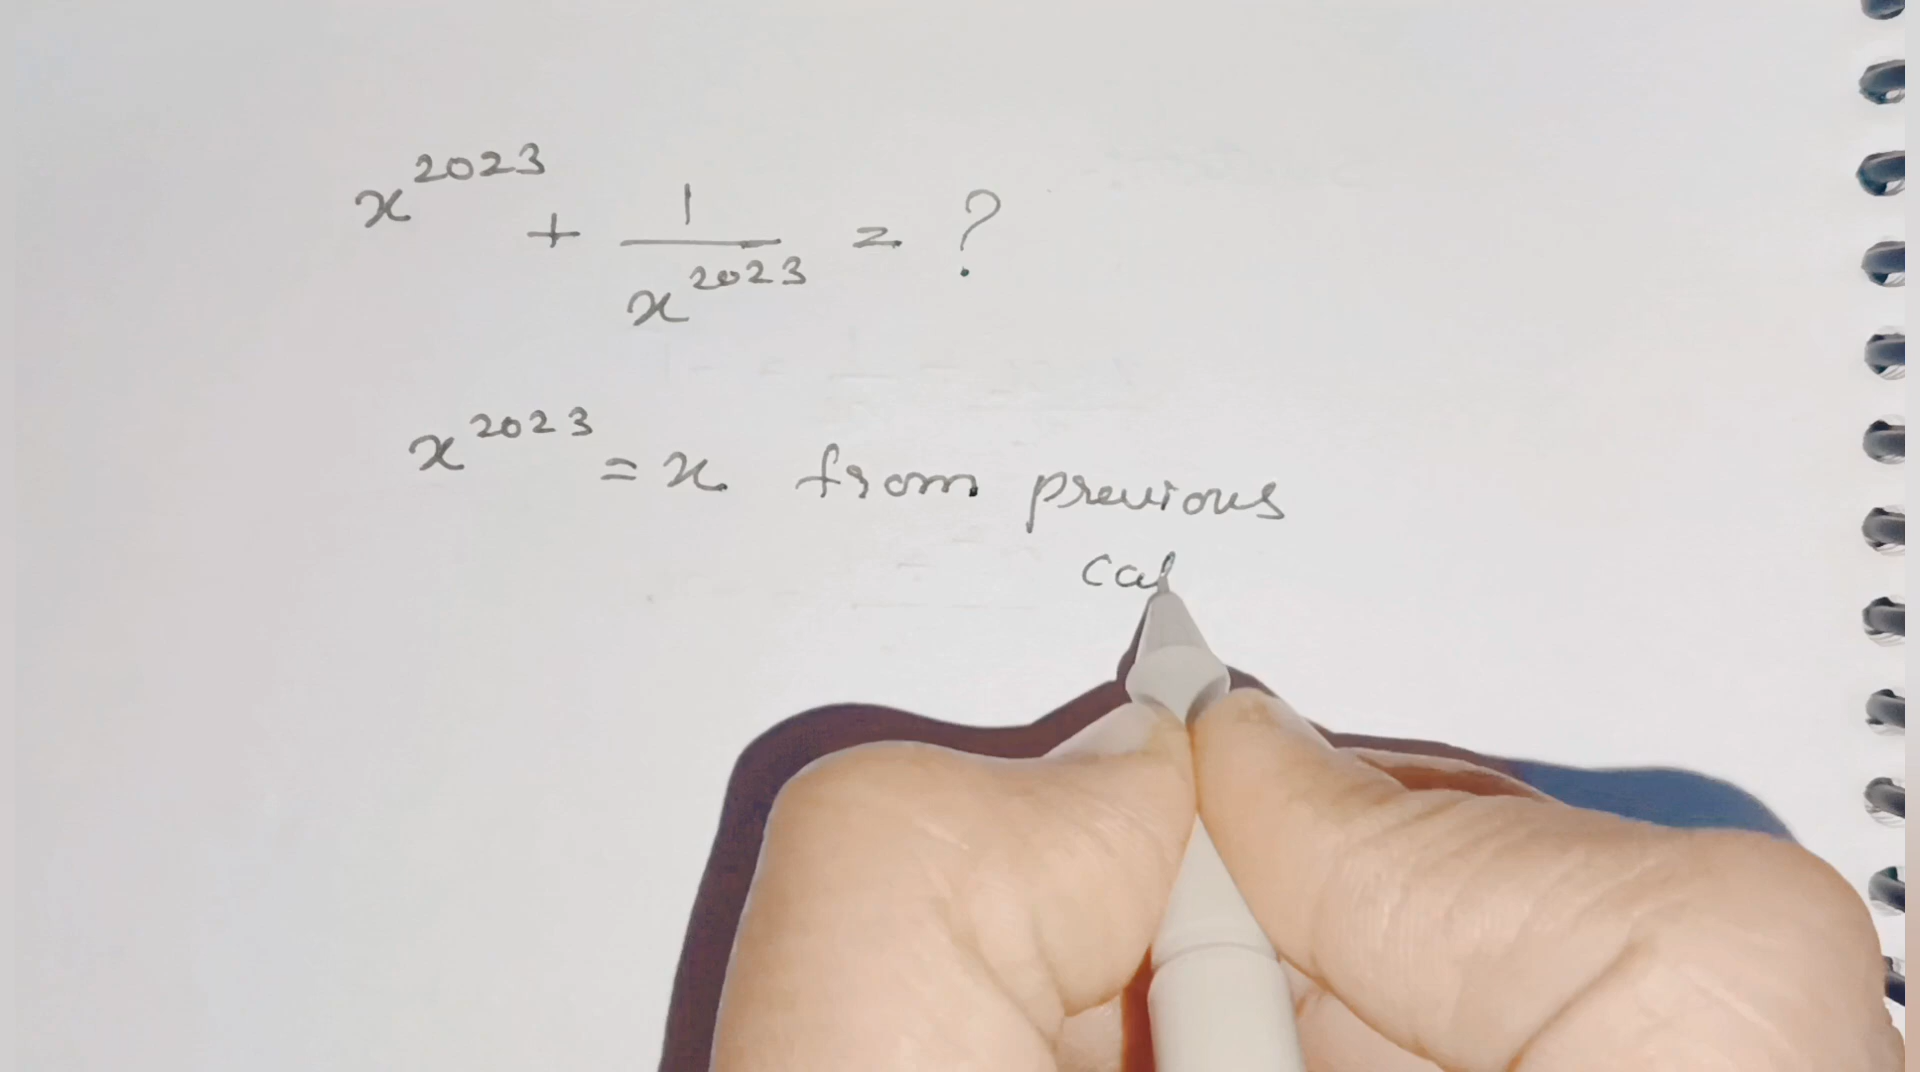 x^2023 + 1/x^2023 = ?
x^2023 = x from previous
cal